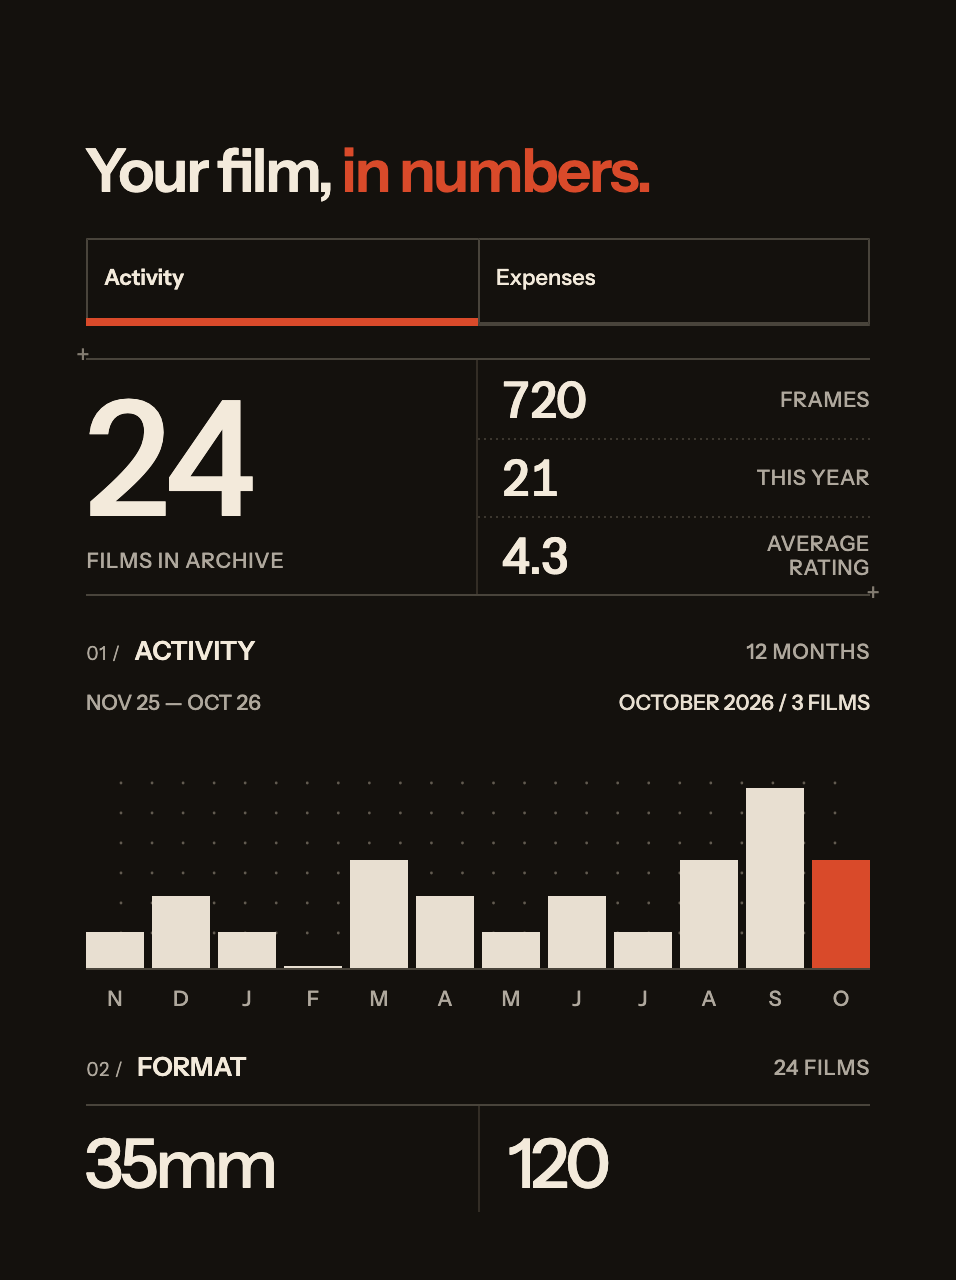 Your film, in numbers.
Activity
Expenses
24
FILMS IN ARCHIVE
720
FRAMES
21
THIS YEAR
4.3
AVERAGE
RATING
01 / ACTIVITY
12 MONTHS
NOV 25 — OCT 26
OCTOBER 2026 / 3 FILMS
N D J F M A M J J A S O
02 / FORMAT
24 FILMS
35mm
120